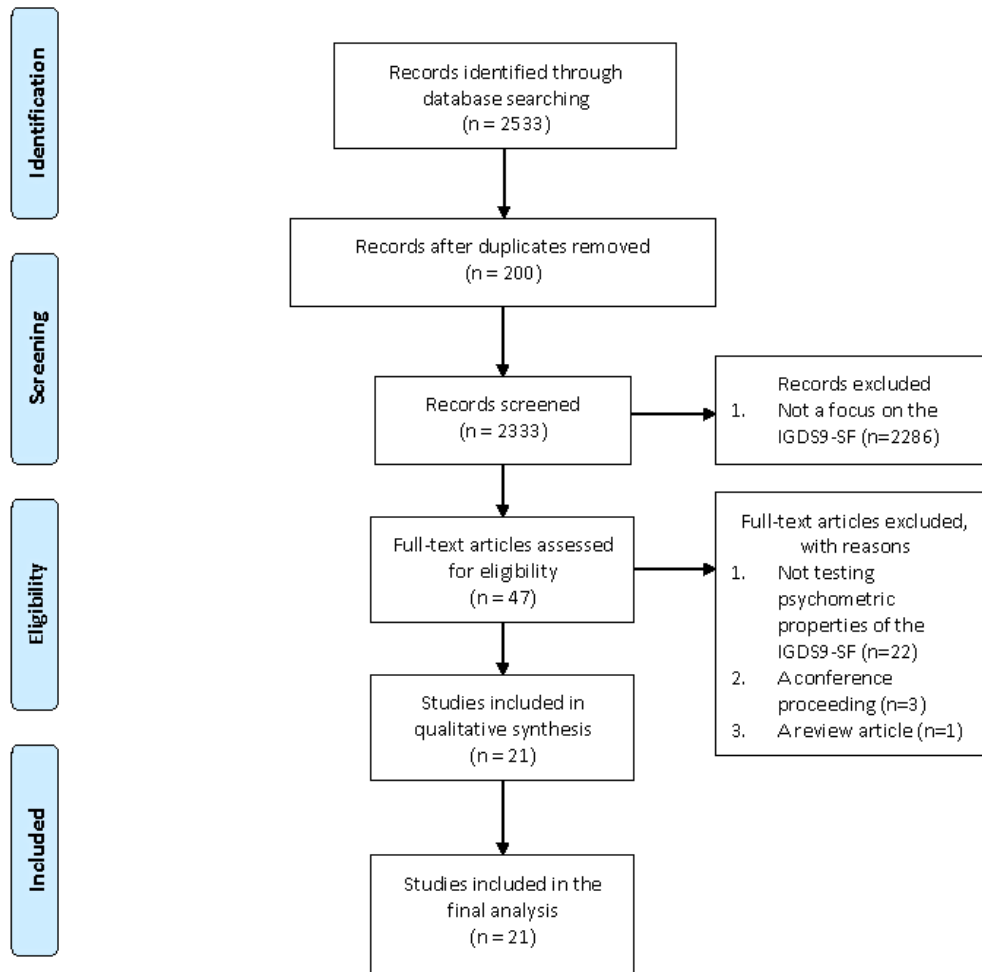 Identification
Records identified through
database searching
(n = 2533)
Records after duplicates removed
(n = 200)
Screening
Records screened
(n = 2333)
Records excluded
1. Not a focus on the
IGDS9-SF (n=2286)
Eligibility
Full-text articles assessed
for eligibility
(n = 47)
Full-text articles excluded,
with reasons
1. Not testing
psychometric
properties of the
IGDS9-SF (n=22)
2. A conference
proceeding (n=3)
3. A review article (n=1)
Studies included in
qualitative synthesis
(n = 21)
Included
Studies included in the
final analysis
(n = 21)